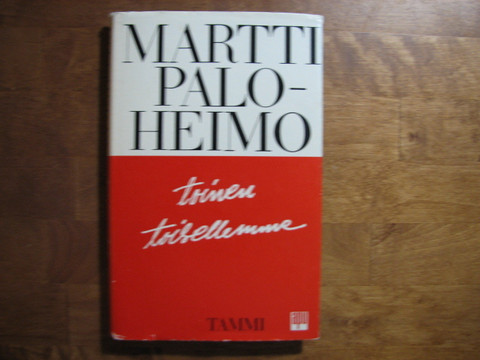 MARTTI
PALO-
HEIMO
toinen
toisellemme
TAMMI